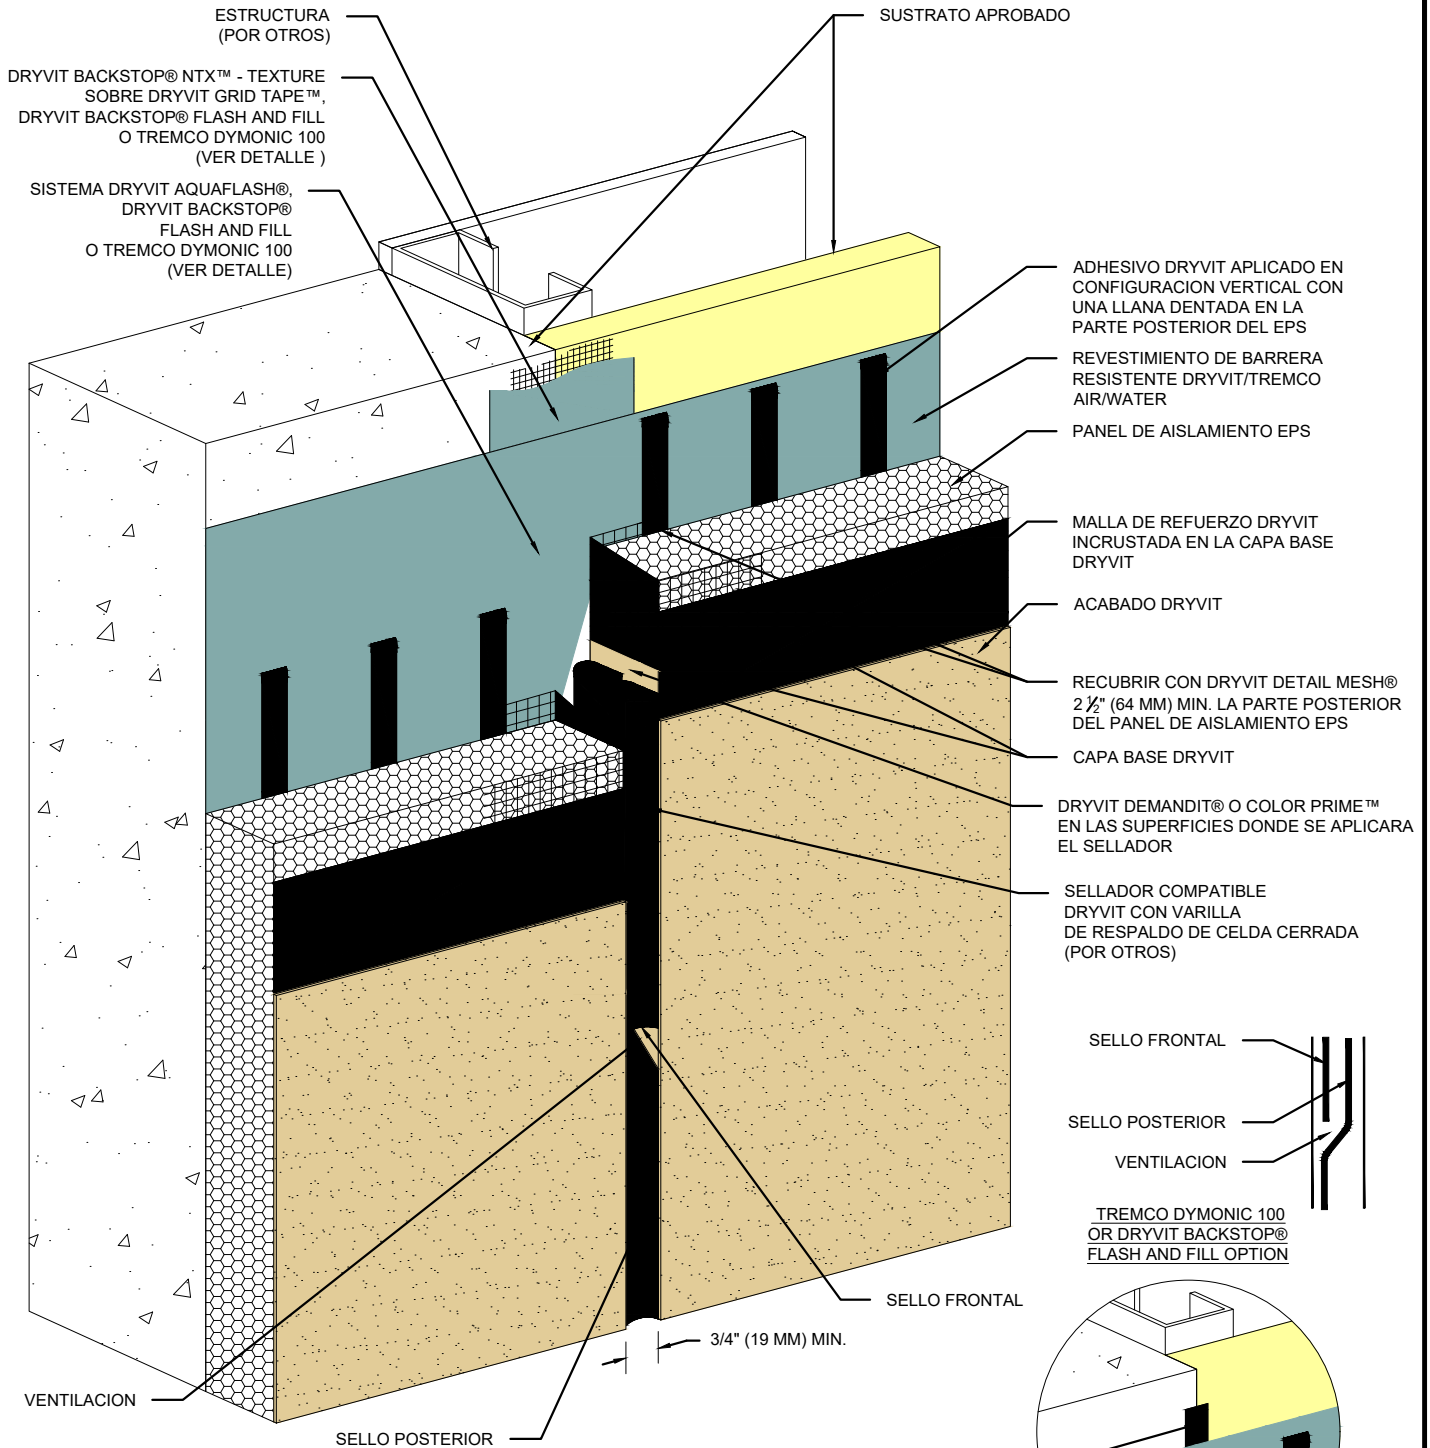 ESTRUCTURA
(POR OTROS)
SUSTRATO APROBADO
DRYVIT BACKSTOP® NTX™ - TEXTURE
SOBRE DRYVIT GRID TAPE™,
DRYVIT BACKSTOP® FLASH AND FILL
O TREMCO DYMONIC 100
(VER DETALLE )
SISTEMA DRYVIT AQUAFLASH®,
DRYVIT BACKSTOP®
FLASH AND FILL
O TREMCO DYMONIC 100
(VER DETALLE)
ADHESIVO DRYVIT APLICADO EN
CONFIGURACION VERTICAL CON
UNA LLANA DENTADA EN LA
PARTE POSTERIOR DEL EPS
REVESTIMIENTO DE BARRERA
RESISTENTE DRYVIT/TREMCO
AIR/WATER
PANEL DE AISLAMIENTO EPS
MALLA DE REFUERZO DRYVIT
INCRUSTADA EN LA CAPA BASE
DRYVIT
ACABADO DRYVIT
RECUBRIR CON DRYVIT DETAIL MESH®
2 ½" (64 MM) MIN. LA PARTE POSTERIOR
DEL PANEL DE AISLAMIENTO EPS
CAPA BASE DRYVIT
DRYVIT DEMANDIT® O COLOR PRIME™
EN LAS SUPERFICIES DONDE SE APLICARA
EL SELLADOR
SELLADOR COMPATIBLE
DRYVIT CON VARILLA
DE RESPALDO DE CELDA CERRADA
(POR OTROS)
SELLO FRONTAL
SELLO POSTERIOR
VENTILACION
TREMCO DYMONIC 100
OR DRYVIT BACKSTOP®
FLASH AND FILL OPTION
SELLO FRONTAL
3/4" (19 MM) MIN.
VENTILACION
SELLO POSTERIOR